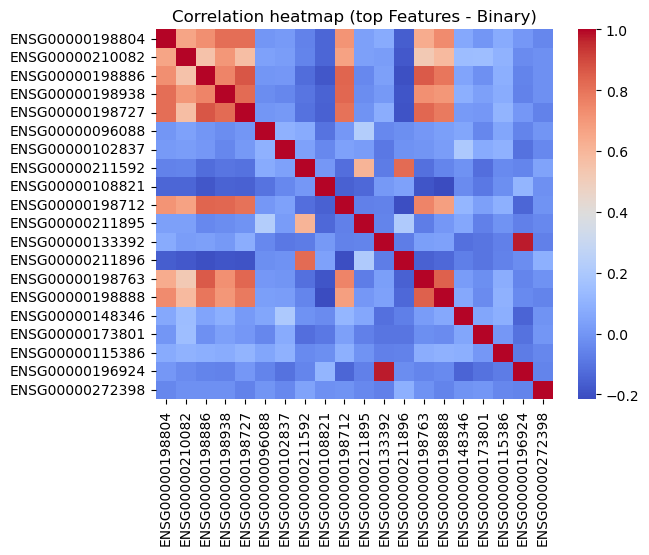 Correlation heatmap (top Features - Binary)
ENSG00000198804
ENSG00000210082
ENSG00000198886
ENSG00000198938
ENSG00000198727
ENSG00000096088
ENSG00000102837
ENSG00000211592
ENSG00000108821
ENSG00000198712
ENSG00000211895
ENSG00000133392
ENSG00000211896
ENSG00000198763
ENSG00000198888
ENSG00000148346
ENSG00000173801
ENSG00000115386
ENSG00000196924
ENSG00000272398
1.0
0.8
0.6
0.4
0.2
0.0
−0.2
ENSG00000198804
ENSG00000210082
ENSG00000198886
ENSG00000198938
ENSG00000198727
ENSG00000096088
ENSG00000102837
ENSG00000211592
ENSG00000108821
ENSG00000198712
ENSG00000211895
ENSG00000133392
ENSG00000211896
ENSG00000198763
ENSG00000198888
ENSG00000148346
ENSG00000173801
ENSG00000115386
ENSG00000196924
ENSG00000272398